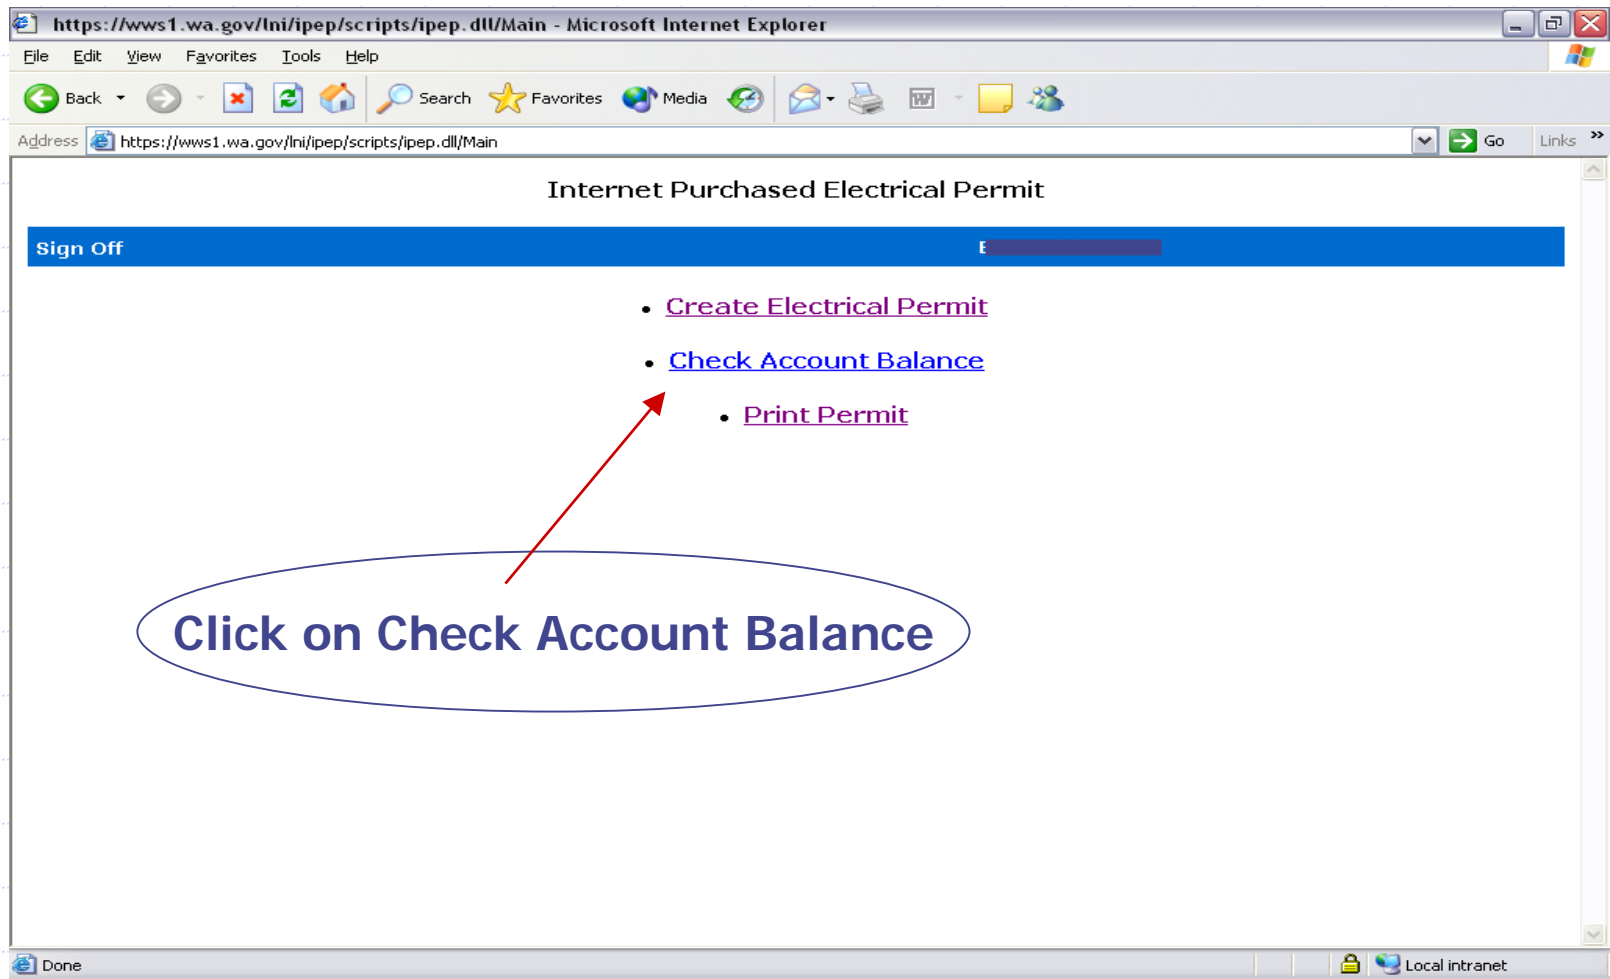 https://wws1.wa.gov/lni/ipep/scripts/ipep.dll/Main - Microsoft Internet Explorer
File Edit View Favorites Tools Help
Back Search Favorites Media
Address https://wws1.wa.gov/lni/ipep/scripts/ipep.dll/Main Go Links »
Internet Purchased Electrical Permit
Sign Off
• Create Electrical Permit
• Check Account Balance
• Print Permit
Click on Check Account Balance
Done Local intranet